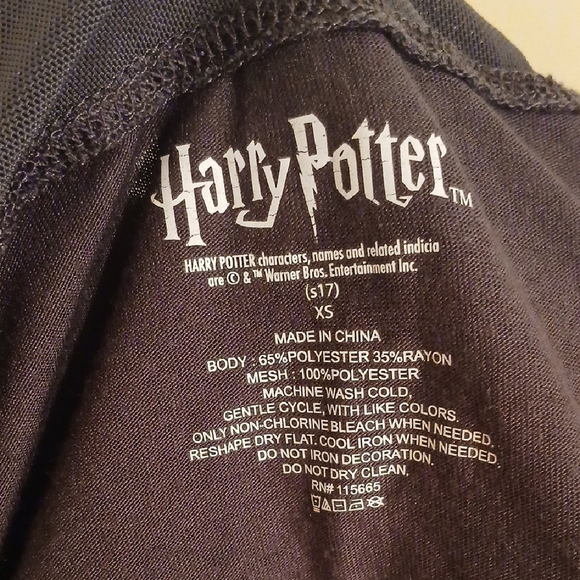 Harry Potter™
HARRY POTTER characters, names and related indicia
are © & ™ Warner Bros. Entertainment Inc.
(s17)
XS
MADE IN CHINA
BODY : 65%POLYESTER 35%RAYON
MESH : 100%POLYESTER
MACHINE WASH COLD,
GENTLE CYCLE, WITH LIKE COLORS.
ONLY NON-CHLORINE BLEACH WHEN NEEDED.
RESHAPE DRY FLAT. COOL IRON WHEN NEEDED.
DO NOT IRON DECORATION.
DO NOT DRY CLEAN.
RN# 115665